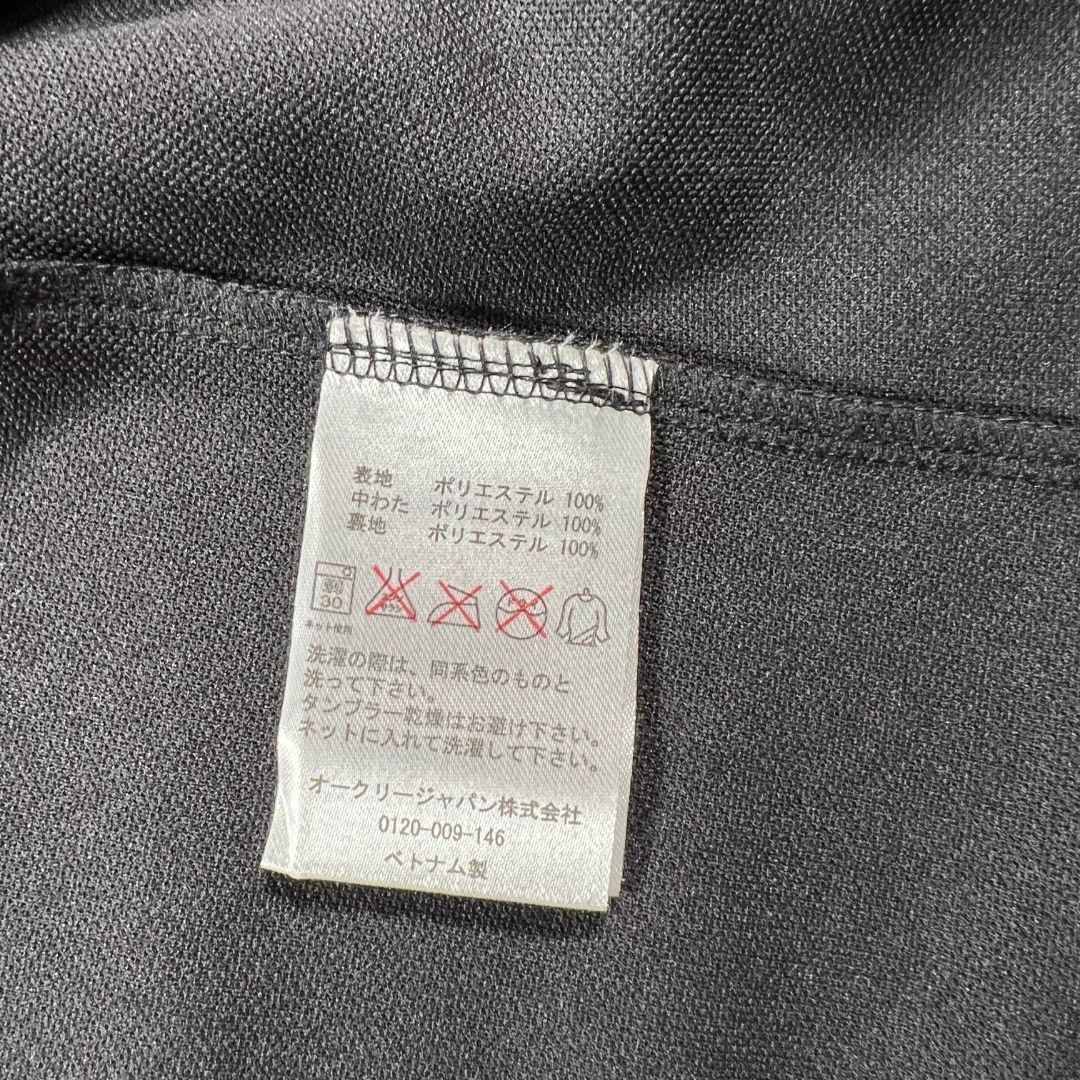 表地 ポリエステル 100%
中わた ポリエステル 100%
裏地 ポリエステル 100%
30
ネット使用
洗濯の際は、同系色のものと
洗って下さい。
タンブラー乾燥はお避け下さい。
ネットに入れて洗濯して下さい。
オークリージャパン株式会社
0120-009-146
ベトナム製